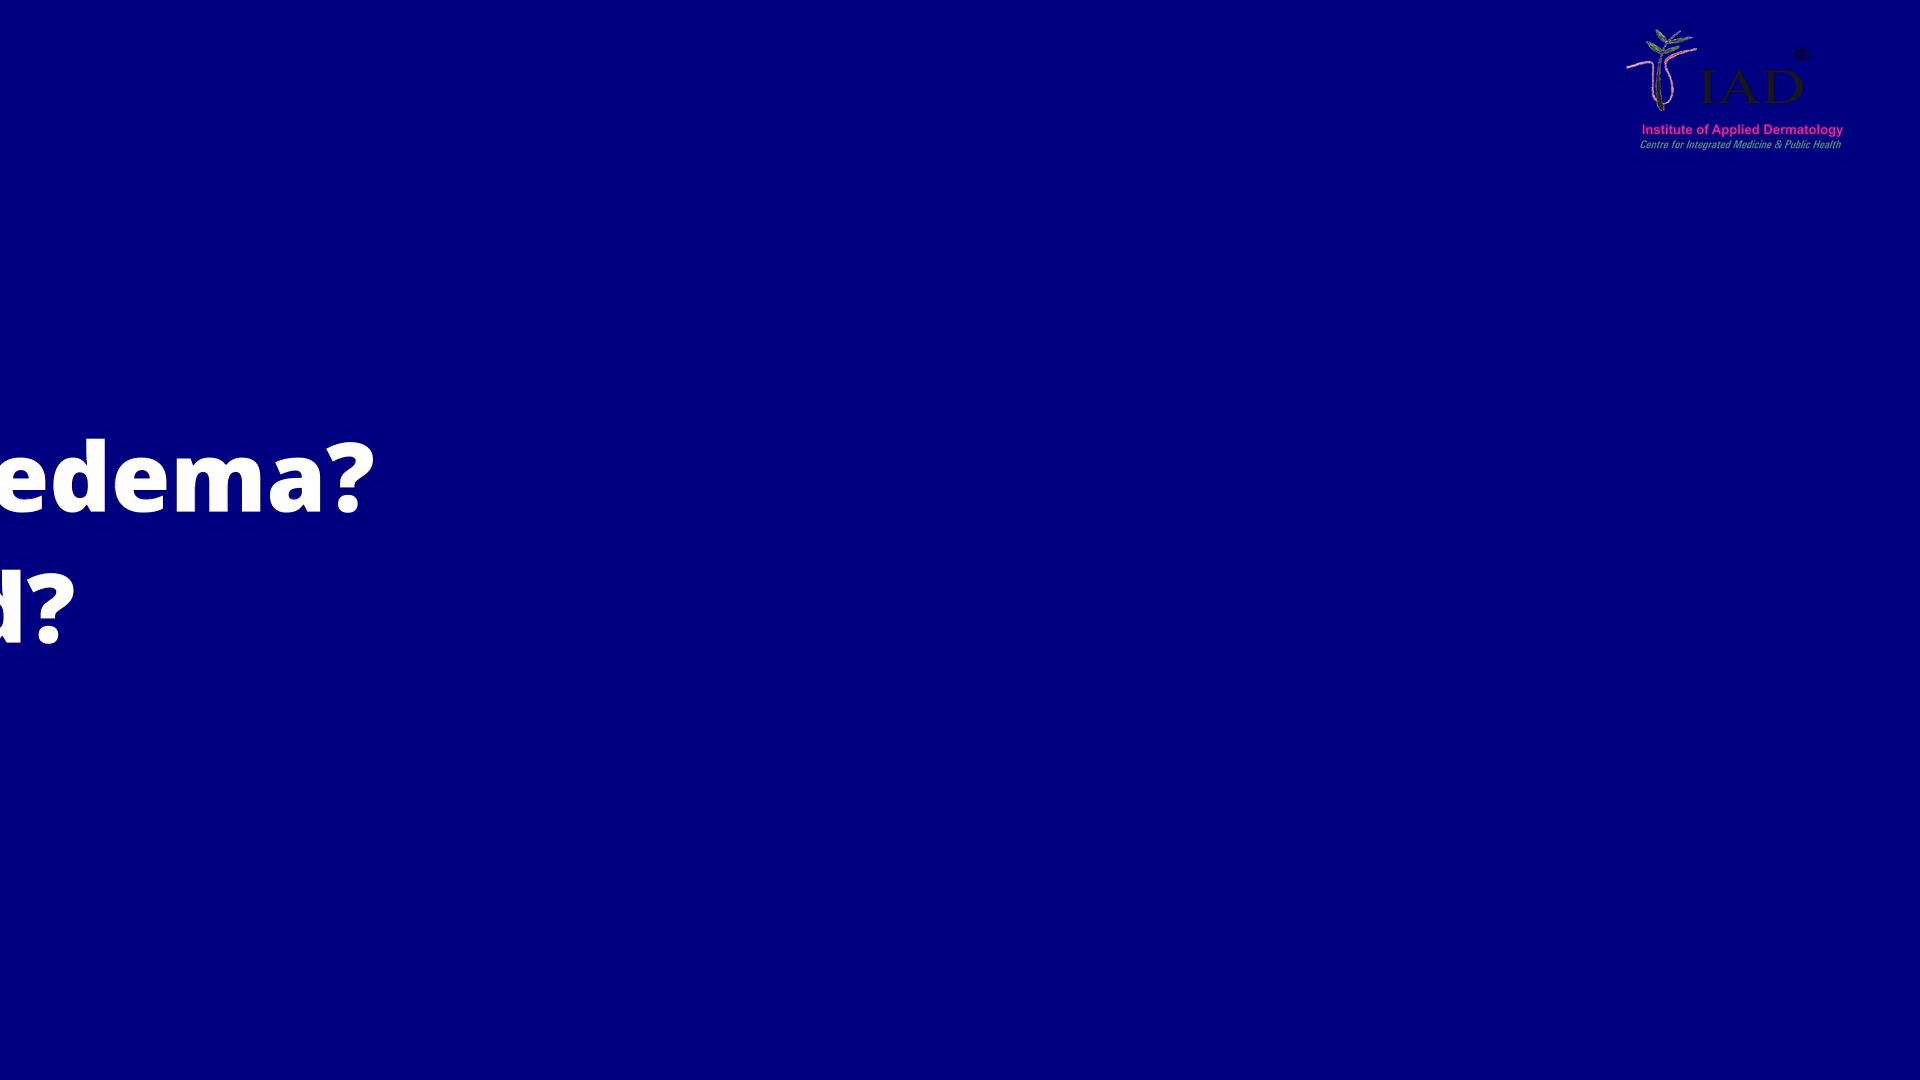 IAD®
Institute of Applied Dermatology
Centre for Integrated Medicine & Public Health
edema?
d?